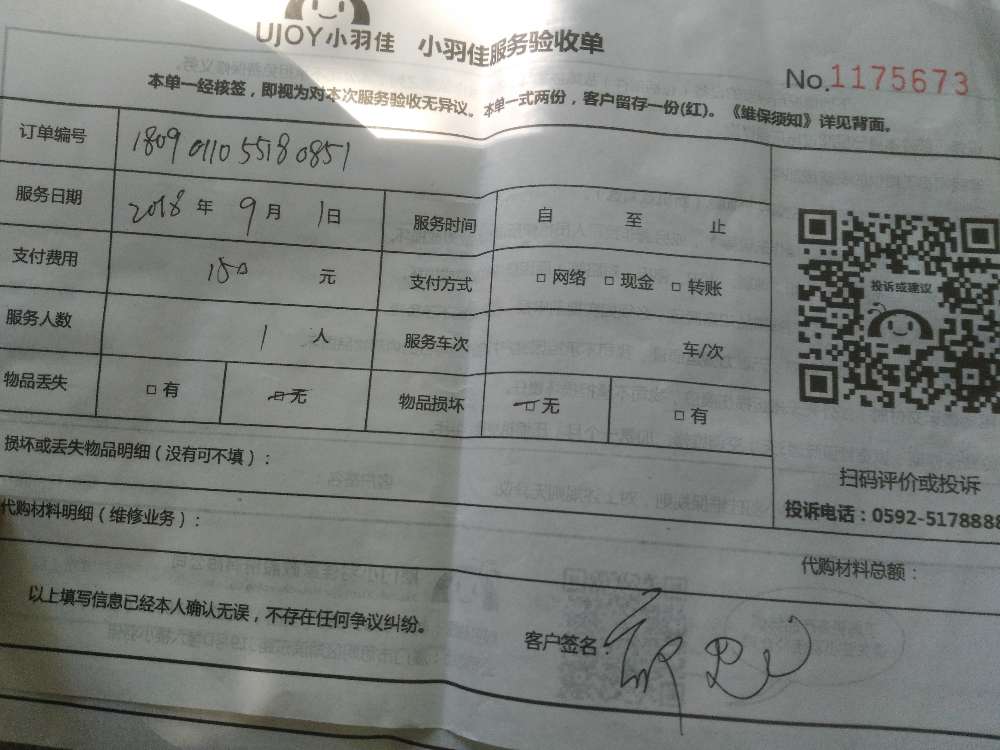 UJOY小羽佳 小羽佳服务验收单
No.1175673
本单一经核签，即视为对本次服务验收无异议。本单一式两份，客户留存一份(红)。《维保须知》详见背面。
订单编号 1809011055180851
服务日期 2018年9月1日 服务时间 自 至 止
支付费用 150元 支付方式 □网络 □现金 □转账
服务人数 1人 服务车次 车/次
物品丢失 □有 □无 物品损坏 □无 □有
投诉或建议
损坏或丢失物品明细（没有可不填）：
扫码评价或投诉
投诉电话：0592-5178888
代购材料明细（维修业务）：
代购材料总额：
以上填写信息已经本人确认无误，不存在任何争议纠纷。
客户签名：